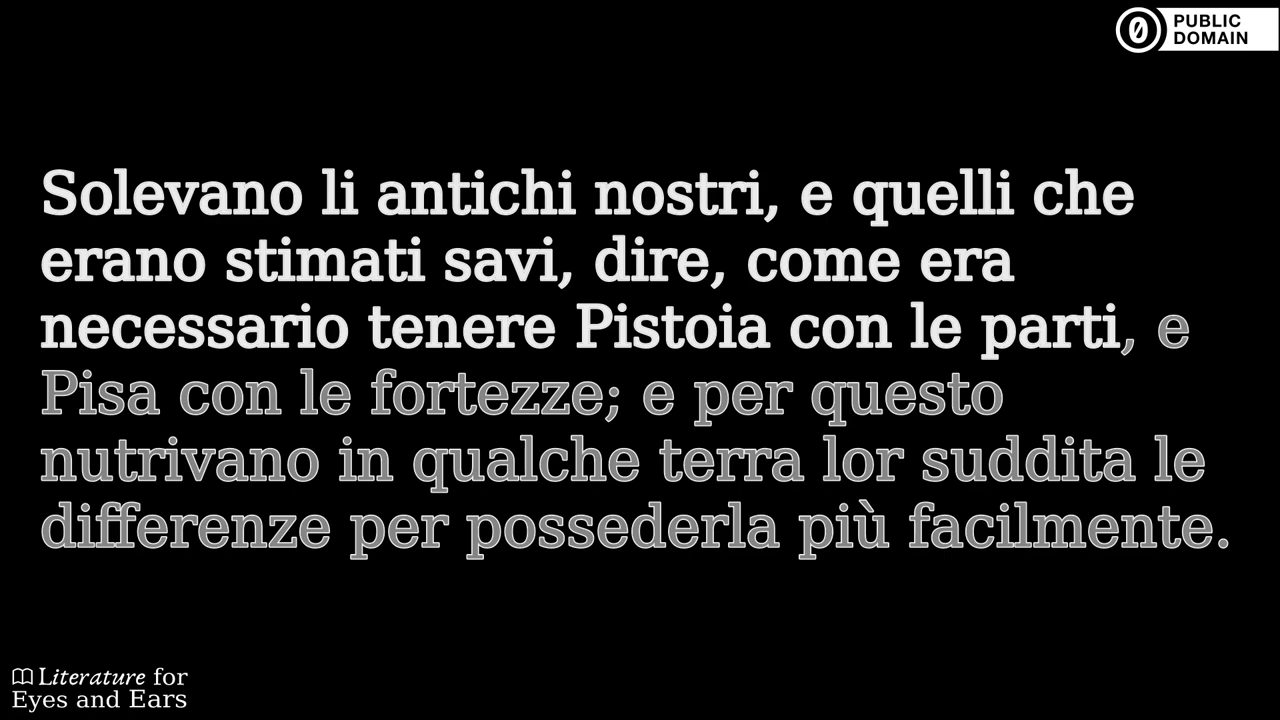 PUBLIC
DOMAIN
Solevano li antichi nostri, e quelli che
erano stimati savi, dire, come era
necessario tenere Pistoia con le parti, e
Pisa con le fortezze; e per questo
nutrivano in qualche terra lor suddita le
differenze per possederla più facilmente.
Literature for
Eyes and Ears